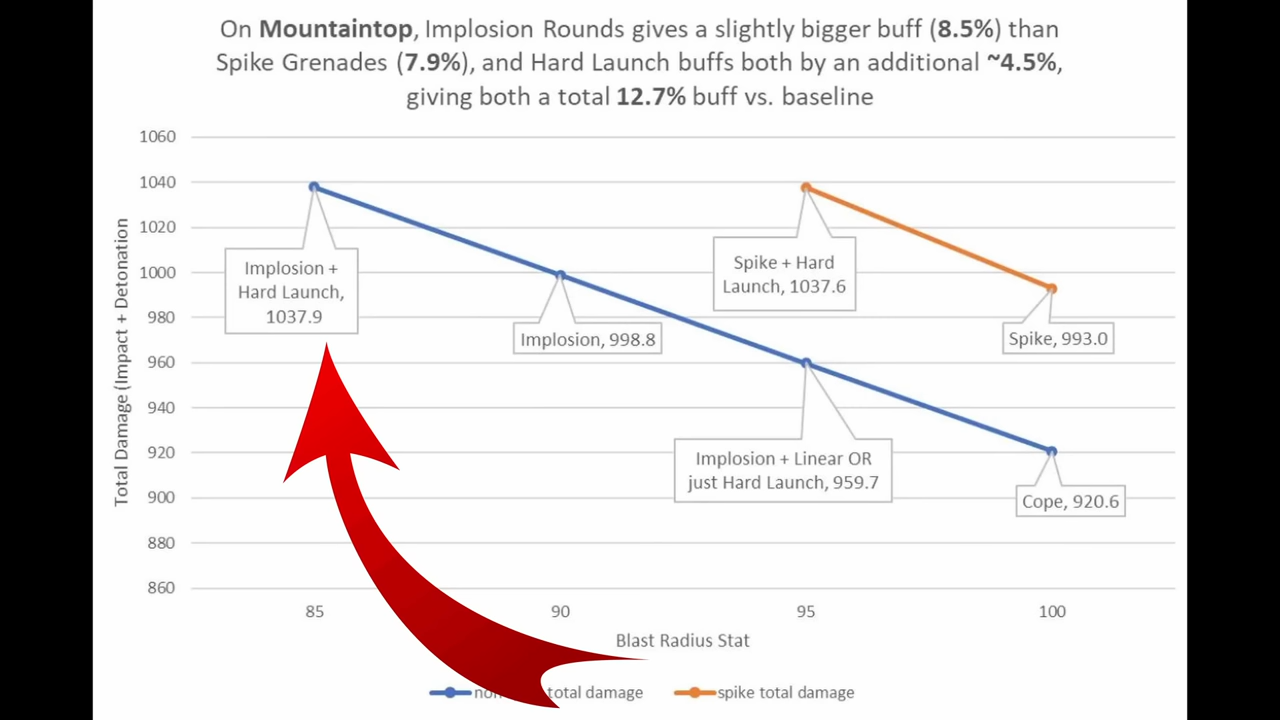 On Mountaintop, Implosion Rounds gives a slightly bigger buff (8.5%) than
Spike Grenades (7.9%), and Hard Launch buffs both by an additional ~4.5%,
giving both a total 12.7% buff vs. baseline
1060
1040
1020
1000
980
960
940
920
900
880
860
Total Damage (Impact + Detonation
Implosion +
Hard Launch,
1037.9
Implosion, 998.8
Spike + Hard
Launch, 1037.6
Spike, 993.0
Implosion + Linear OR
just Hard Launch, 959.7
Cope, 920.6
85 90 95 100
Blast Radius Stat
total damage spike total damage